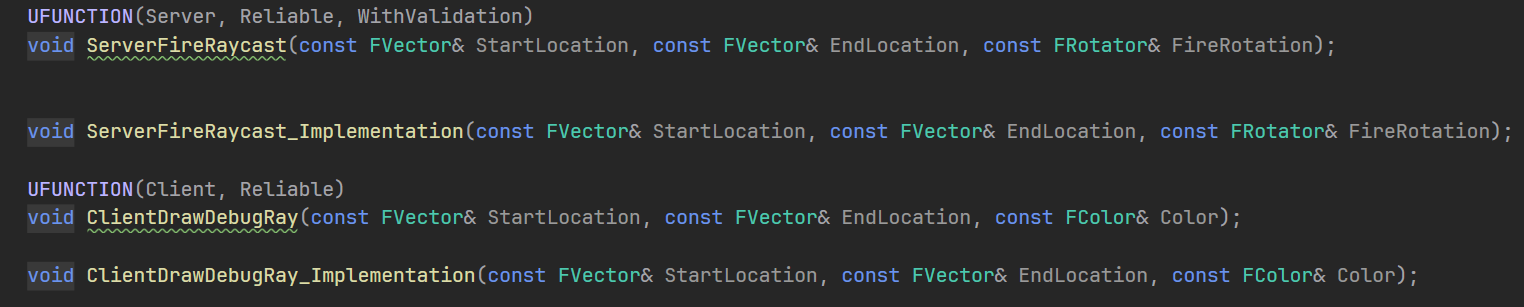 UFUNCTION(Server, Reliable, WithValidation)
void ServerFireRaycast(const FVector& StartLocation, const FVector& EndLocation, const FRotator& FireRotation);
void ServerFireRaycast_Implementation(const FVector& StartLocation, const FVector& EndLocation, const FRotator& FireRotation);
UFUNCTION(Client, Reliable)
void ClientDrawDebugRay(const FVector& StartLocation, const FVector& EndLocation, const FColor& Color);
void ClientDrawDebugRay_Implementation(const FVector& StartLocation, const FVector& EndLocation, const FColor& Color);